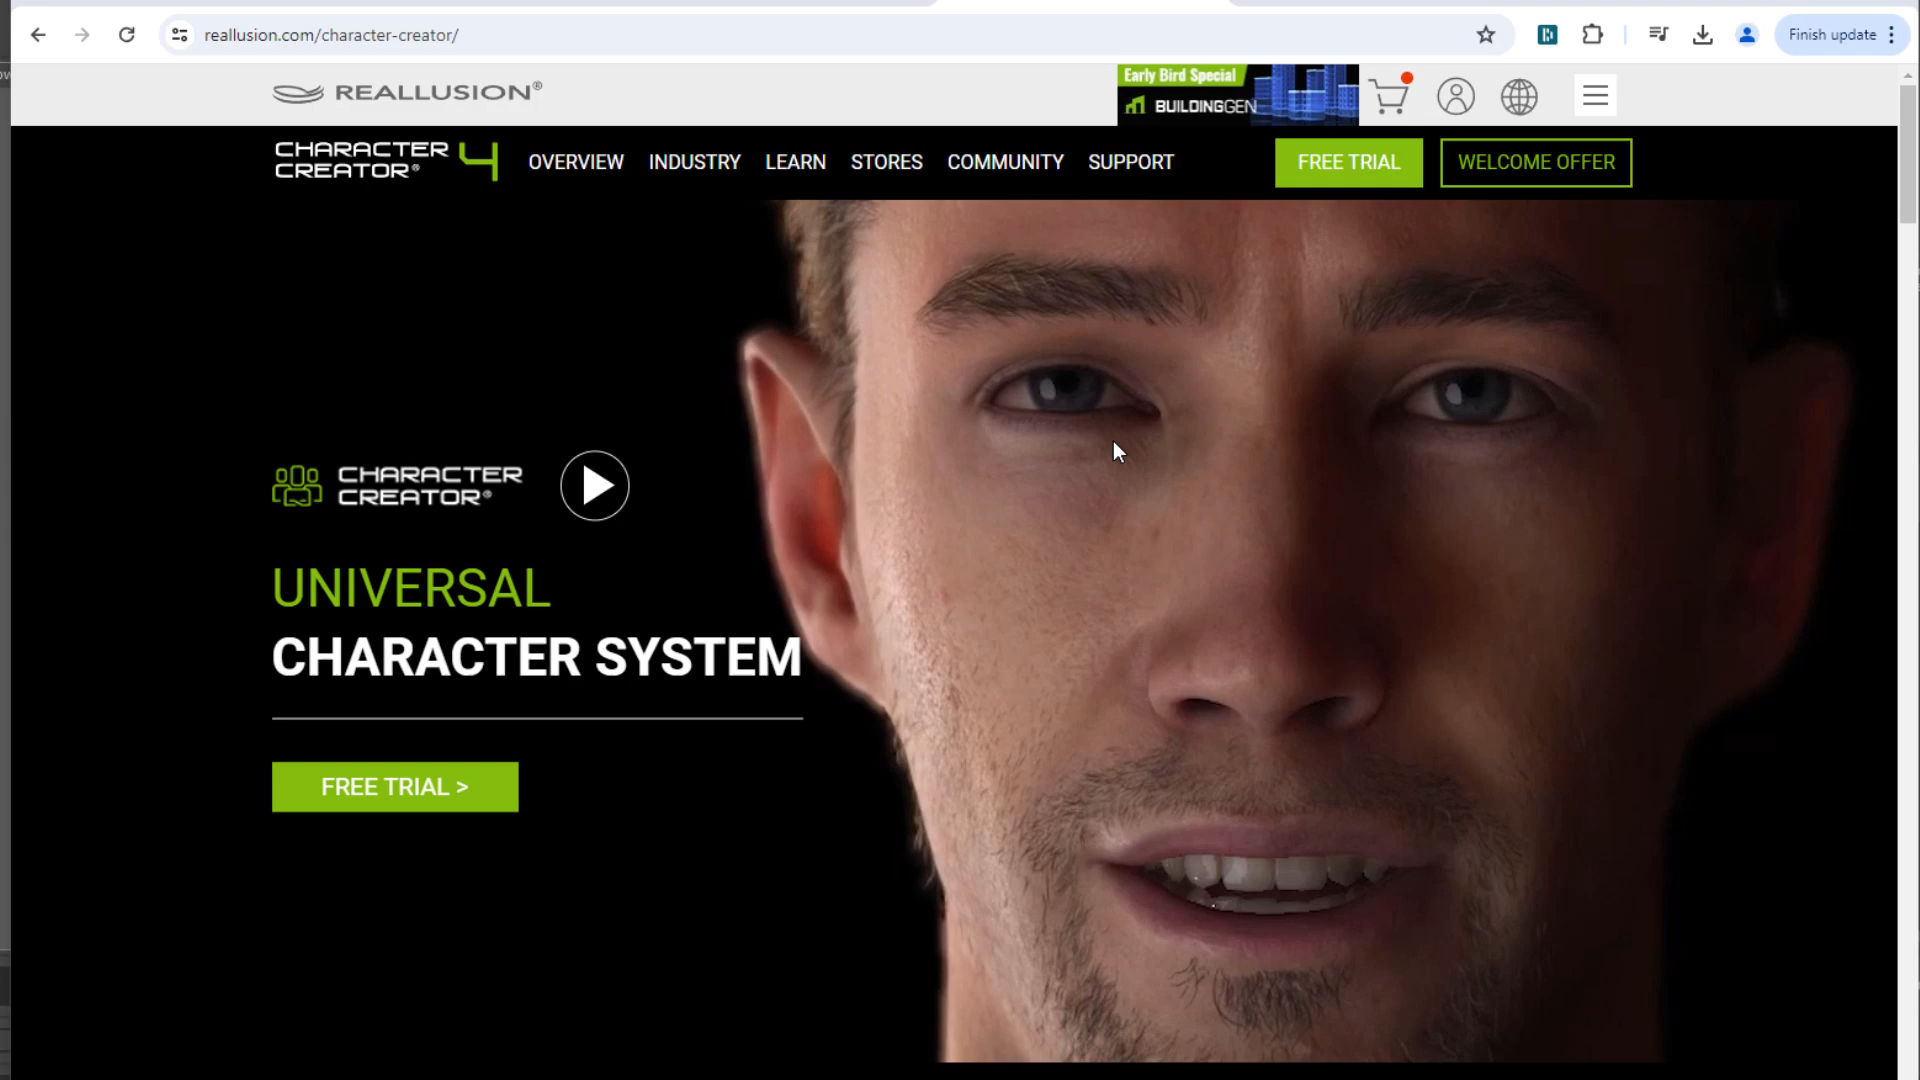 reallusion.com/character-creator/
Finish update
ow
REALLUSION®
Early Bird Special
BUILDINGGEN
CHARACTER
CREATOR® 4
OVERVIEW INDUSTRY LEARN STORES COMMUNITY SUPPORT
FREE TRIAL
WELCOME OFFER
CHARACTER
CREATOR®
UNIVERSAL
CHARACTER SYSTEM
FREE TRIAL >